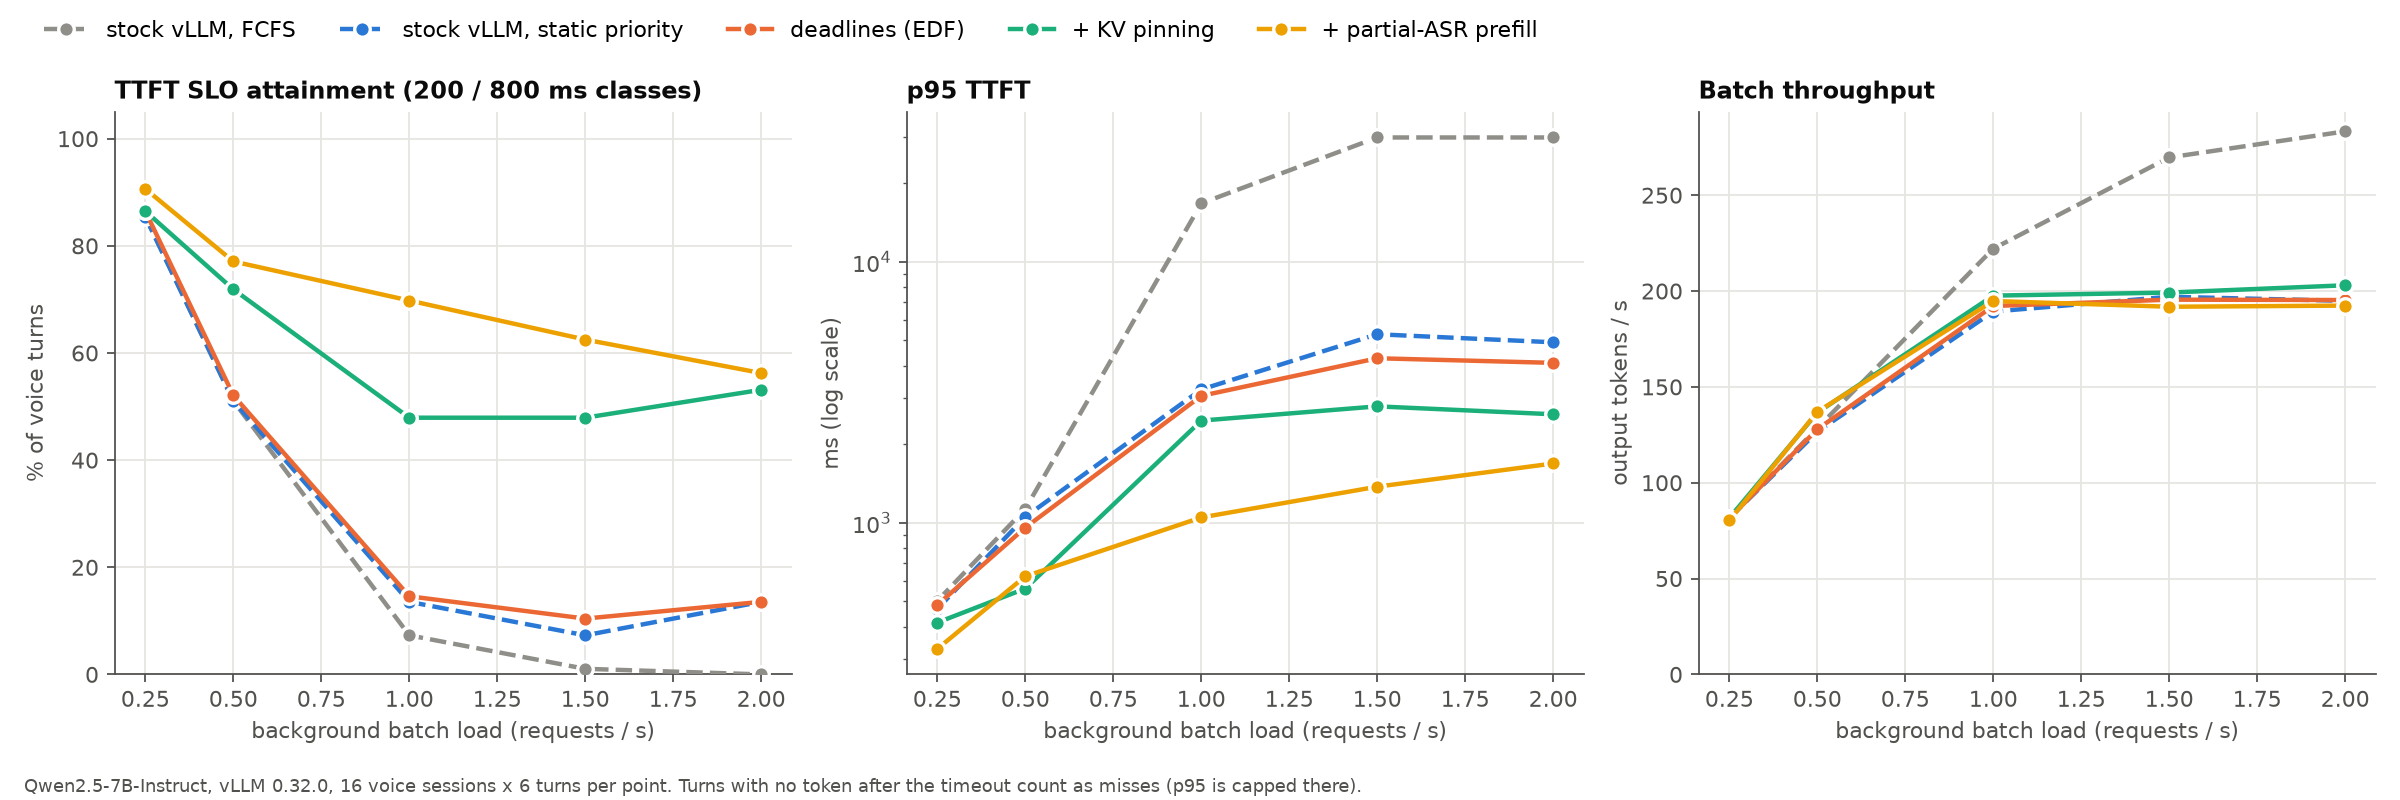 stock vLLM, FCFS
stock vLLM, static priority
deadlines (EDF)
+ KV pinning
+ partial-ASR prefill
TTFT SLO attainment (200 / 800 ms classes)
% of voice turns
100
80
60
40
20
0
0.25 0.50 0.75 1.00 1.25 1.50 1.75 2.00
background batch load (requests / s)
p95 TTFT
ms (log scale)
10⁴
10³
0.25 0.50 0.75 1.00 1.25 1.50 1.75 2.00
background batch load (requests / s)
Batch throughput
output tokens / s
250
200
150
100
50
0
0.25 0.50 0.75 1.00 1.25 1.50 1.75 2.00
background batch load (requests / s)
Qwen2.5-7B-Instruct, vLLM 0.32.0, 16 voice sessions x 6 turns per point. Turns with no token after the timeout count as misses (p95 is capped there).